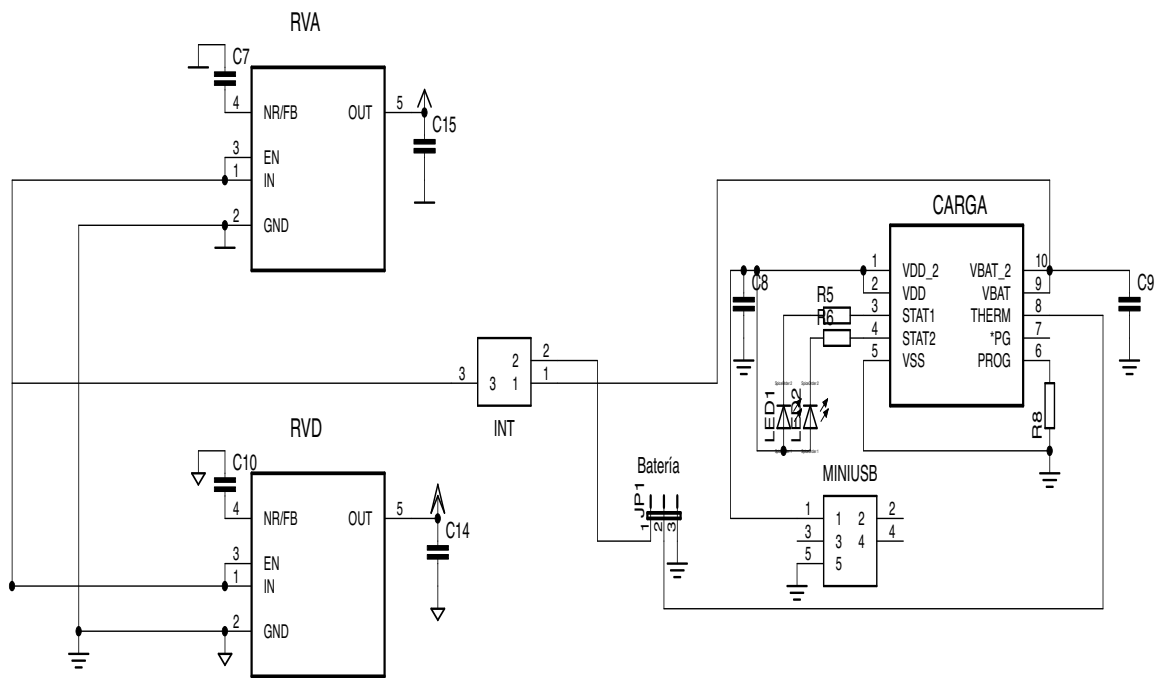 RVA
C7
4 NR/FB OUT 5
C15
3 EN
1 IN
2 GND
CARGA
1 VDD_2 VBAT_2 10
2 VDD VBAT 9
3 STAT1 THERM 8
4 STAT2 *PG 7
5 VSS PROG 6
C8
C9
R5
R6
R8
LED1
LED2
3 3 2 2
1 1
INT
RVD
C10
4 NR/FB OUT 5
C14
3 EN
1 IN
2 GND
Batería
JP1
1 2 3
MINIUSB
1 1 2 2
3 3 4 4
5 5